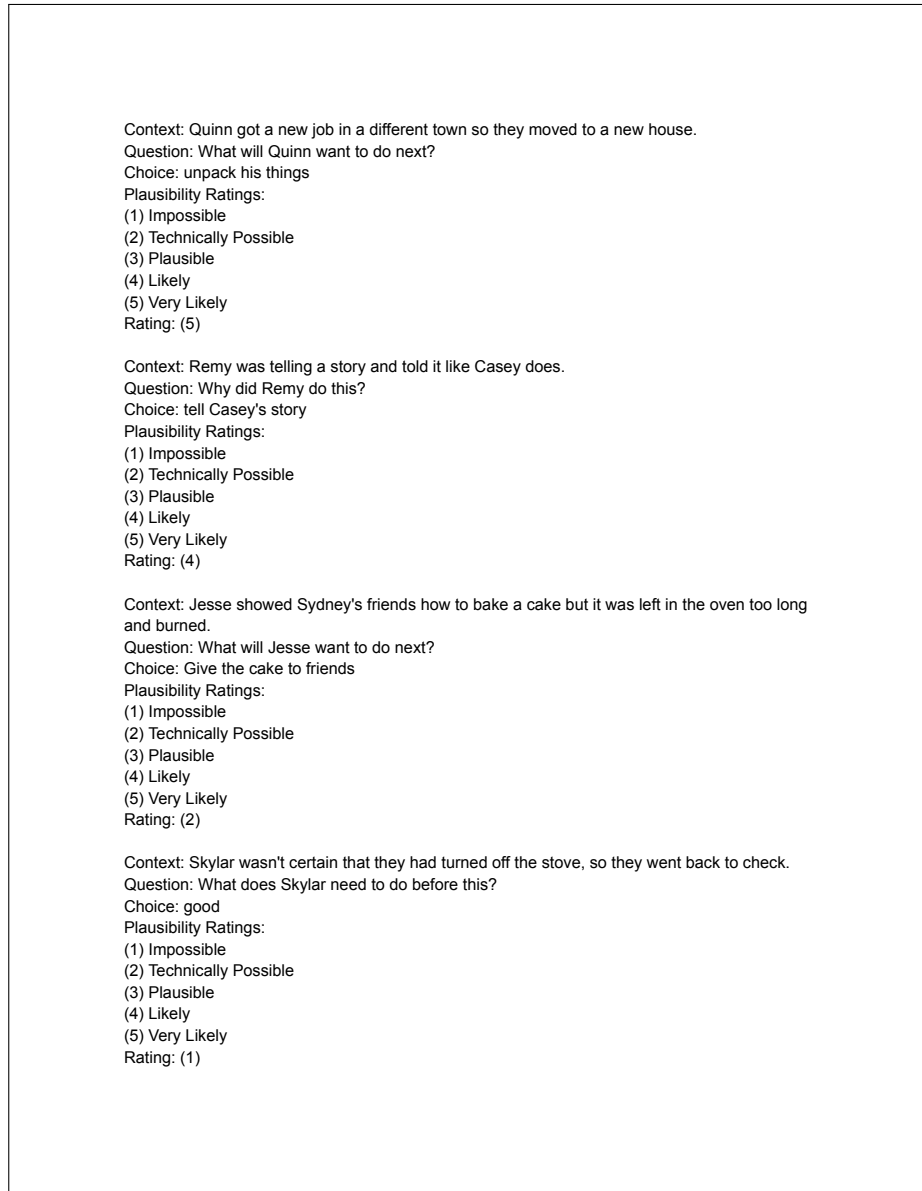 Context: Quinn got a new job in a different town so they moved to a new house.
Question: What will Quinn want to do next?
Choice: unpack his things
Plausibility Ratings:
(1) Impossible
(2) Technically Possible
(3) Plausible
(4) Likely
(5) Very Likely
Rating: (5)

Context: Remy was telling a story and told it like Casey does.
Question: Why did Remy do this?
Choice: tell Casey's story
Plausibility Ratings:
(1) Impossible
(2) Technically Possible
(3) Plausible
(4) Likely
(5) Very Likely
Rating: (4)

Context: Jesse showed Sydney's friends how to bake a cake but it was left in the oven too long
and burned.
Question: What will Jesse want to do next?
Choice: Give the cake to friends
Plausibility Ratings:
(1) Impossible
(2) Technically Possible
(3) Plausible
(4) Likely
(5) Very Likely
Rating: (2)

Context: Skylar wasn't certain that they had turned off the stove, so they went back to check.
Question: What does Skylar need to do before this?
Choice: good
Plausibility Ratings:
(1) Impossible
(2) Technically Possible
(3) Plausible
(4) Likely
(5) Very Likely
Rating: (1)